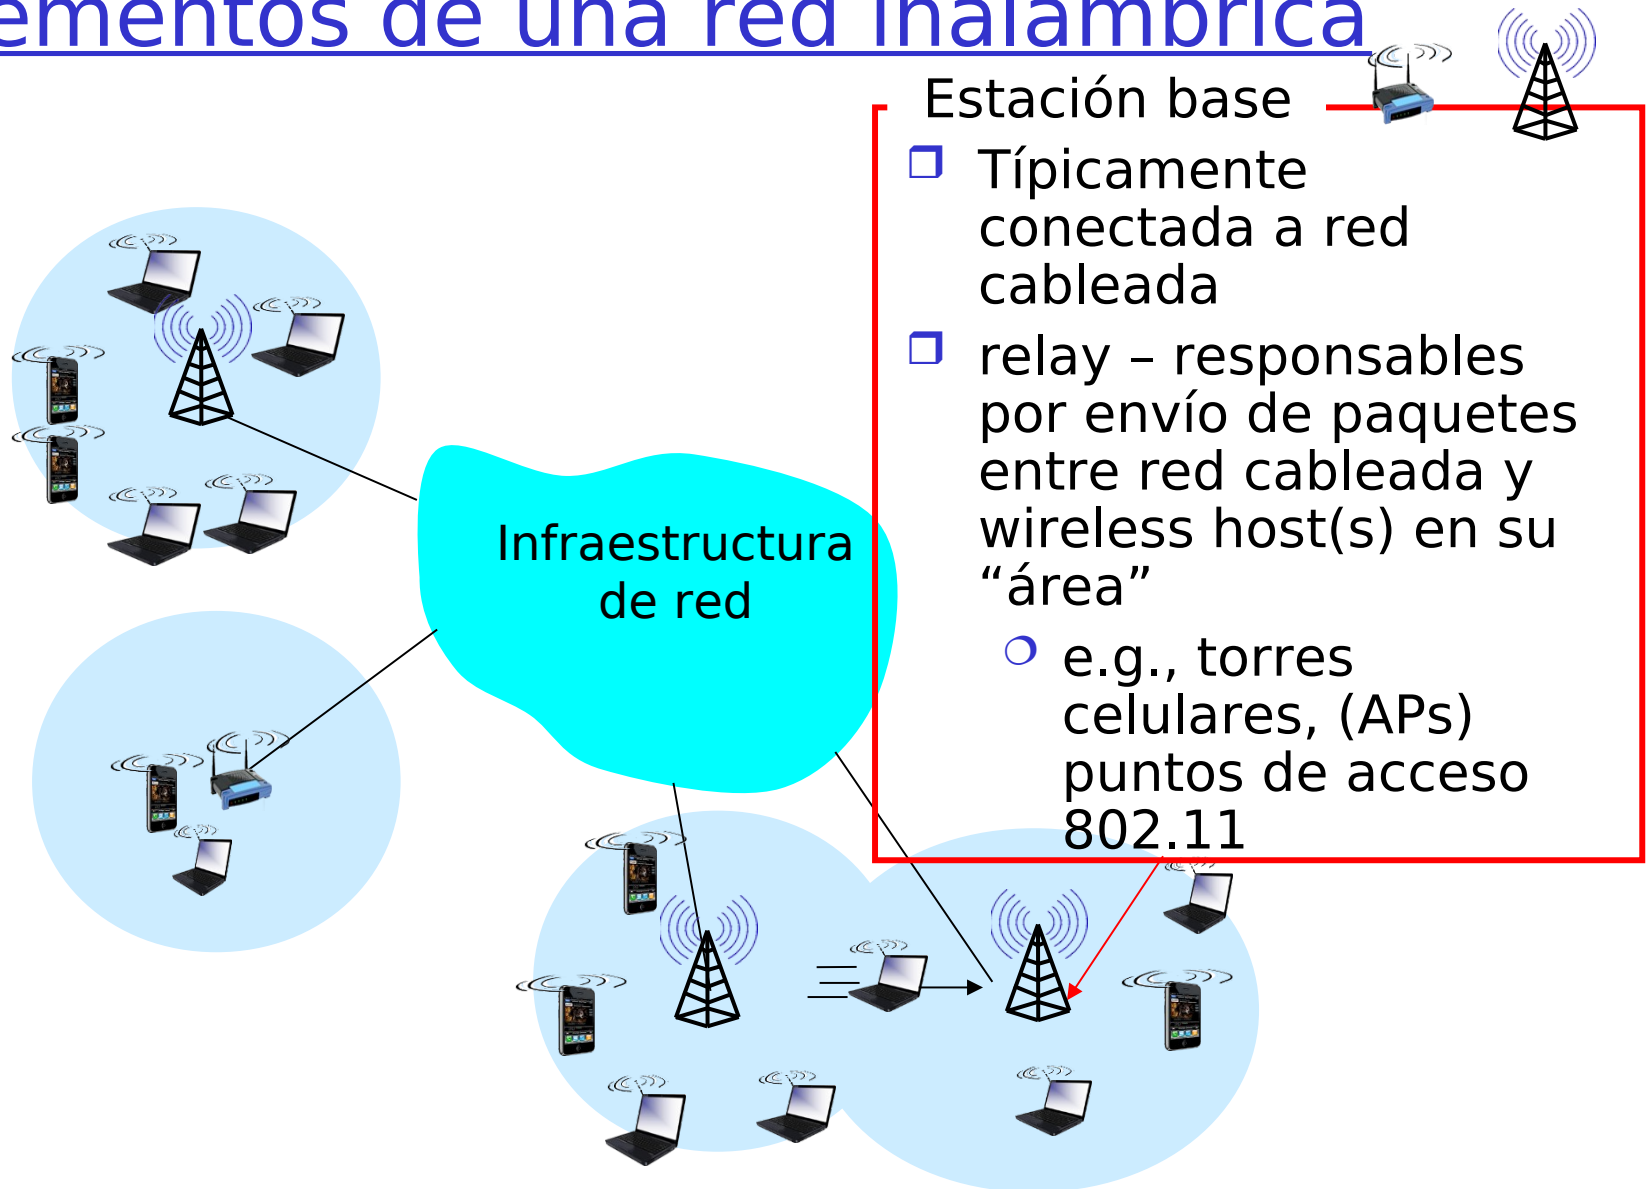 ementos de una red inalámbrica
Estación base
Típicamente
conectada a red
cableada
relay – responsables
por envío de paquetes
entre red cableada y
wireless host(s) en su
“área”
e.g., torres
celulares, (APs)
puntos de acceso
802.11
Infraestructura
de red